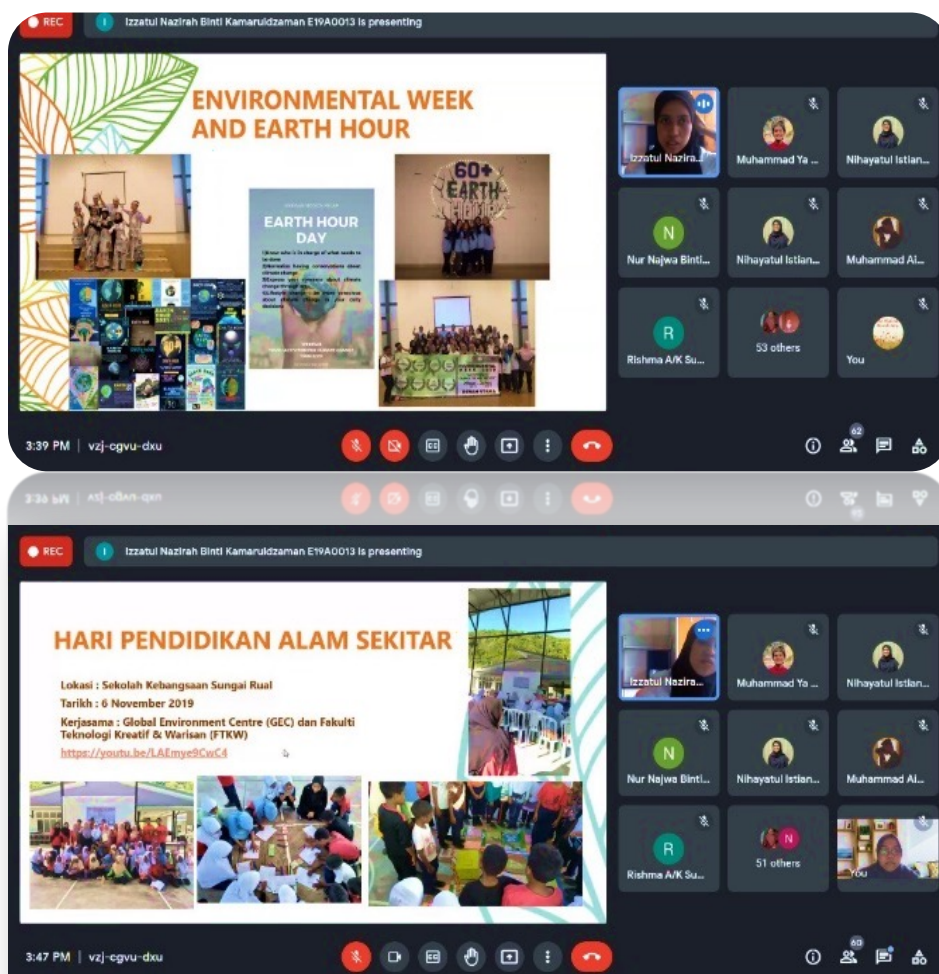 REC
I
Izzatul Nazirah Binti Kamaruidzaman E19A0013 is presenting
ENVIRONMENTAL WEEK
AND EARTH HOUR
60+
EARTH
EARTH HOUR
DAY
Izzatul Nazira...
Muhammad Ya ...
Nihayatul Istian...
N
Nur Najwa Binti...
Nihayatul Istian...
Muhammad Al...
R
Rishma A/K Su...
53 others
You
3:39 PM | vzj-cgvu-dxu
62
REC
I
Izzatul Nazirah Binti Kamaruidzaman E19A0013 is presenting
HARI PENDIDIKAN ALAM SEKITAR
Lokasi : Sekolah Kebangsaan Sungai Rual
Tarikh : 6 November 2019
Kerjasama : Global Environment Centre (GEC) dan Fakulti
Teknologi Kreatif & Warisan (FTKW)
https://youtu.be/LAEmye9CwC4
Izzatul Nazira...
Muhammad Ya ...
Nihayatul Istian...
N
Nur Najwa Binti...
Nihayatul Istian...
Muhammad Al...
R
Rishma A/K Su...
N
51 others
You
3:47 PM | vzj-cgvu-dxu
60